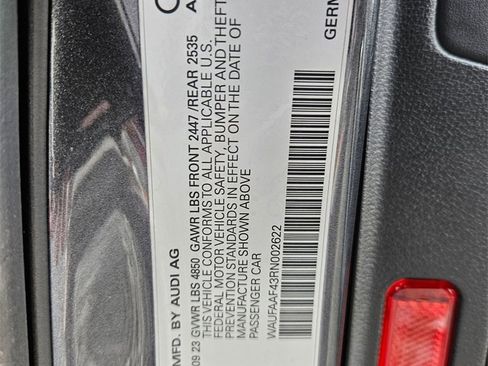 MFD. BY AUDI AG
09 23 GVWR LBS 4850 GAWR LBS FRONT 2447/REAR 2535
THIS VEHICLE CONFORMS TO ALL APPLICABLE U.S.
FEDERAL MOTOR VEHICLE SAFETY, BUMPER AND THEFT
PREVENTION STANDARDS IN EFFECT ON THE DATE OF
MANUFACTURE SHOWN ABOVE
PASSENGER CAR
WAUFAAF43RN002622
GERM